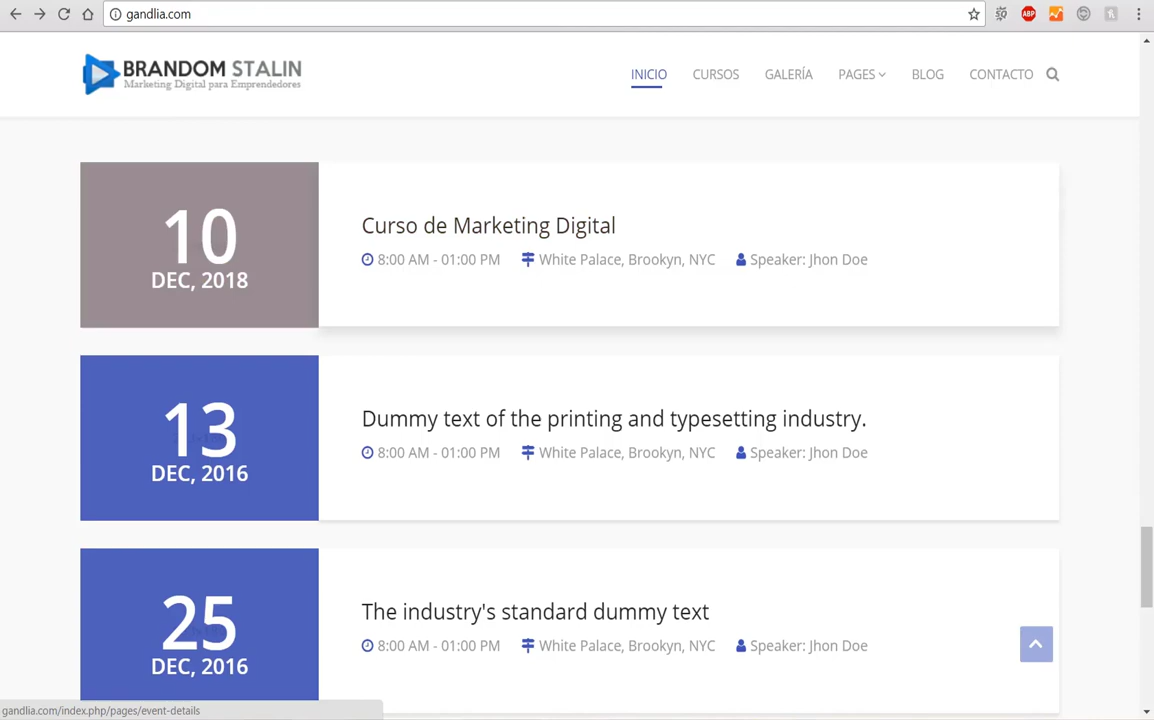 gandlia.com
ABP
BRANDOM STALIN
Marketing Digital para Emprendedores
INICIO CURSOS GALERÍA PAGES BLOG CONTACTO
10
DEC, 2018
Curso de Marketing Digital
8:00 AM - 01:00 PM White Palace, Brookyn, NYC Speaker: Jhon Doe
13
DEC, 2016
Dummy text of the printing and typesetting industry.
8:00 AM - 01:00 PM White Palace, Brookyn, NYC Speaker: Jhon Doe
25
DEC, 2016
The industry's standard dummy text
8:00 AM - 01:00 PM White Palace, Brookyn, NYC Speaker: Jhon Doe
gandlia.com/index.php/pages/event-details